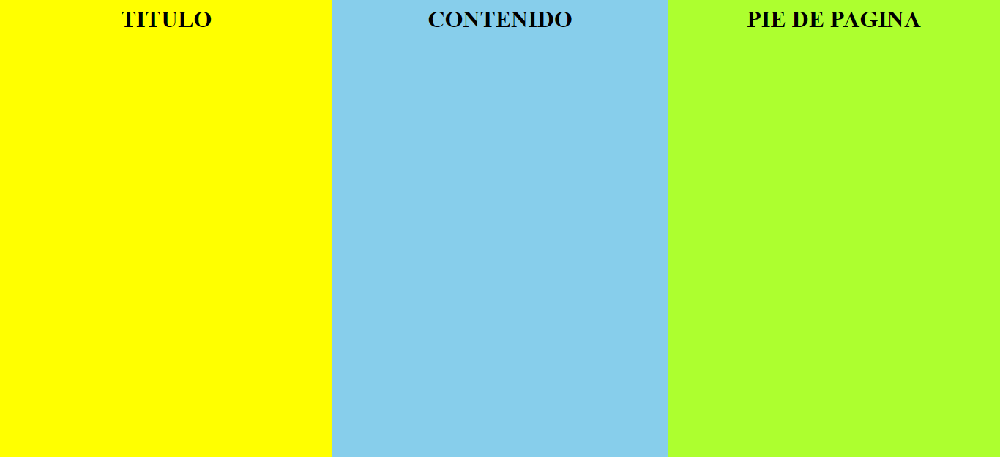 TITULO
CONTENIDO
PIE DE PAGINA